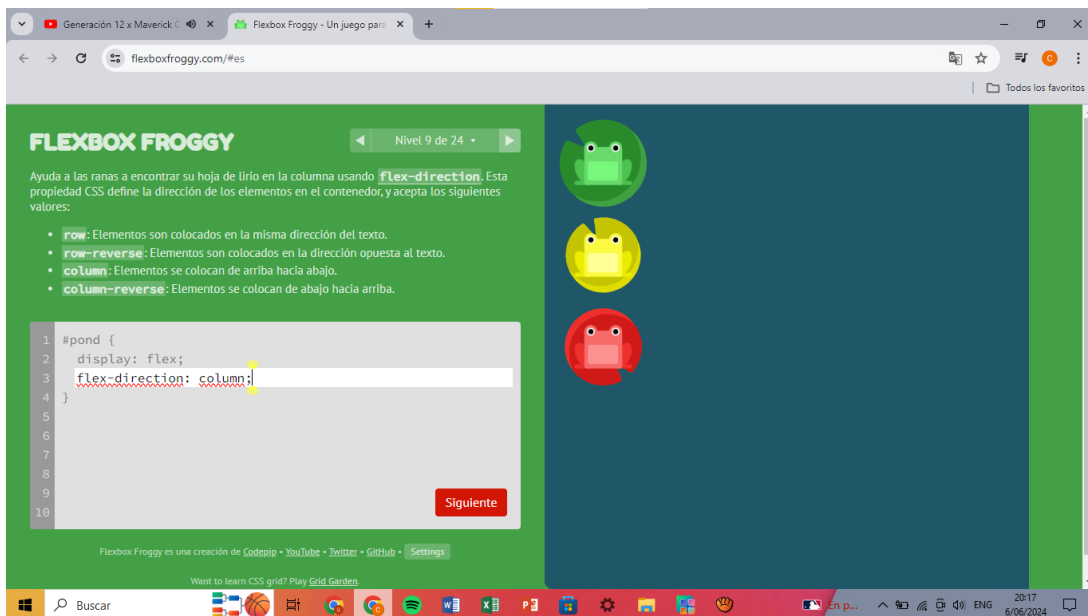 Generación 12 x Maverick C
Flexbox Froggy - Un juego para
flexboxfroggy.com/#es
C
Todos los favoritos
FLEXBOX FROGGY
Nivel 9 de 24
Ayuda a las ranas a encontrar su hoja de lirio en la columna usando flex-direction. Esta
propiedad CSS define la dirección de los elementos en el contenedor, y acepta los siguientes
valores:
• row: Elementos son colocados en la misma dirección del texto.
• row-reverse: Elementos son colocados en la dirección opuesta al texto.
• column: Elementos se colocan de arriba hacia abajo.
• column-reverse: Elementos se colocan de abajo hacia arriba.
1 #pond {
2 display: flex;
3 flex-direction: column;
4 }
5
6
7
8
9
10
Siguiente
Flexbox Froggy es una creación de Codepip • YouTube • Twitter • GitHub • Settings
Want to learn CSS grid? Play Grid Garden.
Buscar
En p...
ENG
20:17
6/06/2024